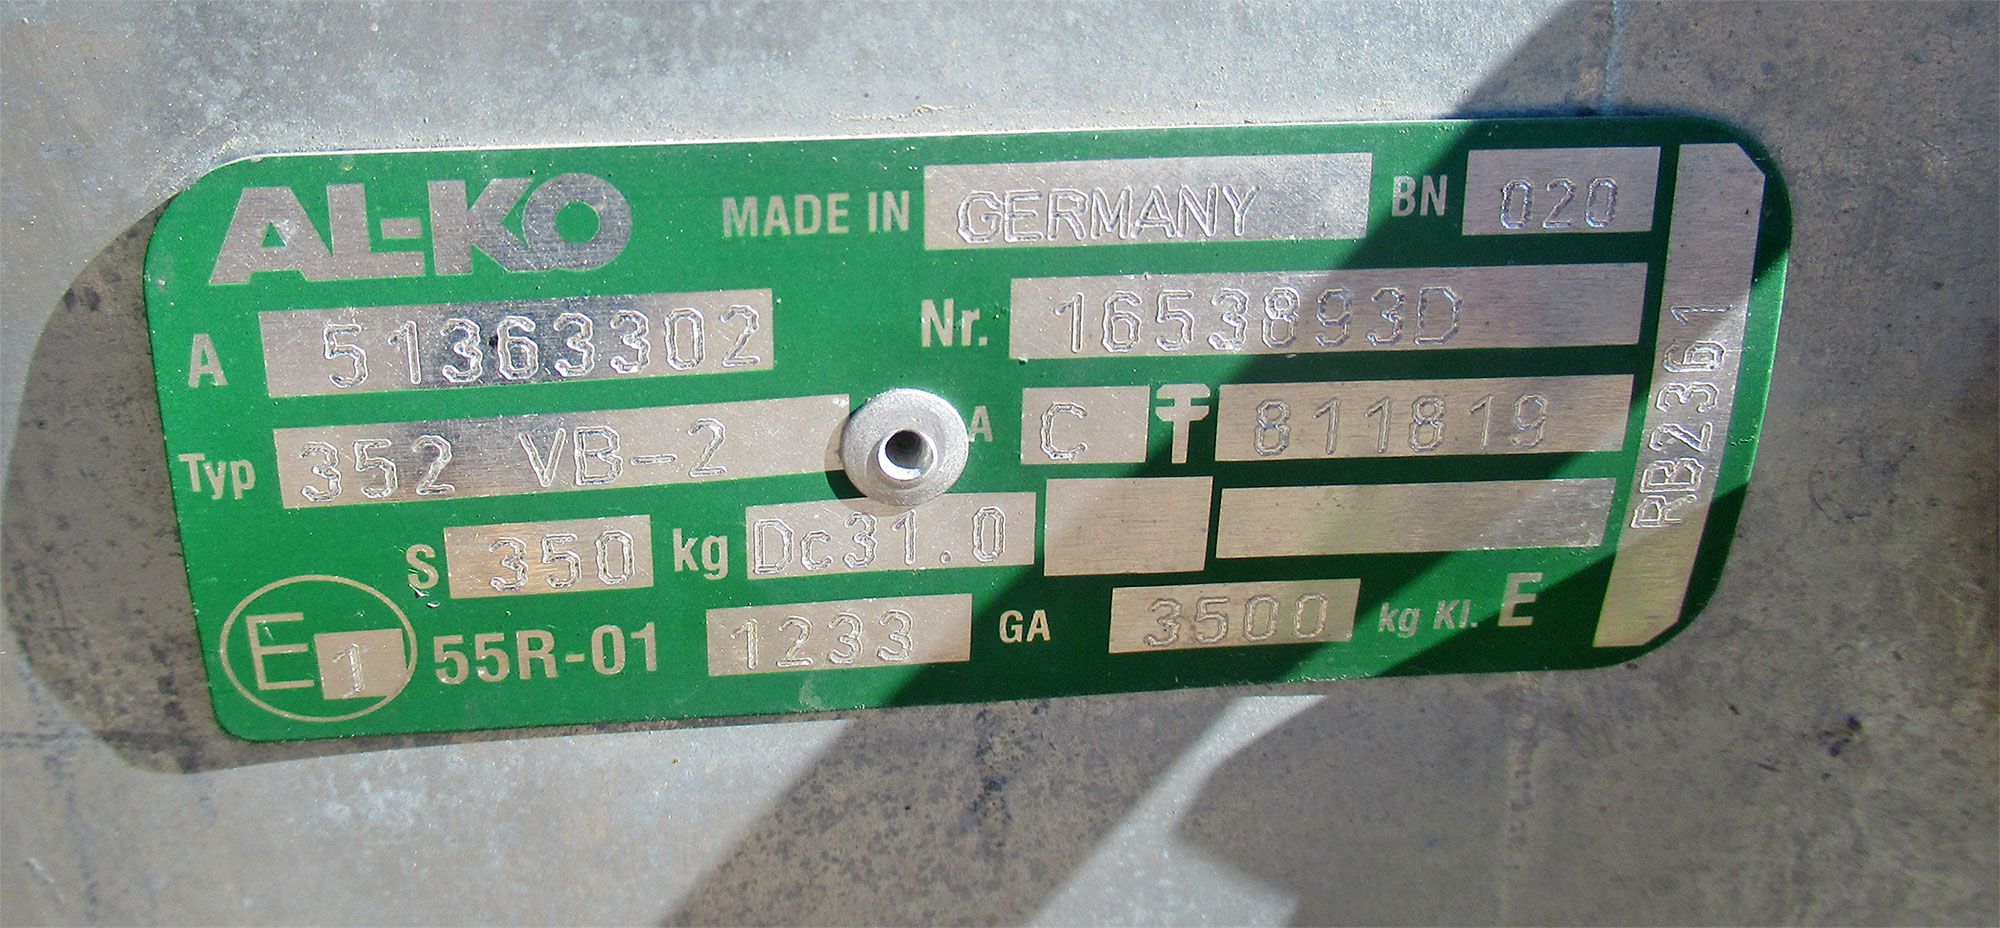 AL-KO MADE IN GERMANY BN 020
A 51363302 Nr. 1653893D
Typ 352 VB-2 A C T 811819
S 350 kg Dc31.0
E 1 55R-01 1233 GA 3500 kg Kl. E
RB2361